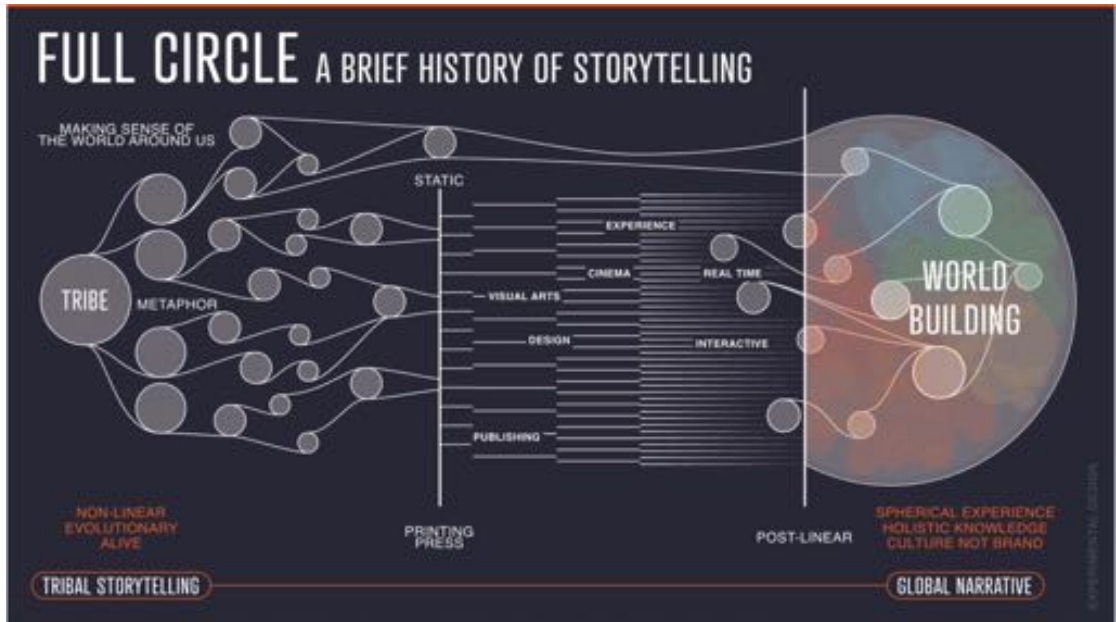 FULL CIRCLE A BRIEF HISTORY OF STORYTELLING
MAKING SENSE OF
THE WORLD AROUND US
STATIC
EXPERIENCE
CINEMA
REAL TIME
TRIBE
METAPHOR
VISUAL ARTS
WORLD
BUILDING
DESIGN
INTERACTIVE
PUBLISHING
NON-LINEAR
EVOLUTIONARY
ALIVE
PRINTING
PRESS
POST-LINEAR
SPHERICAL EXPERIENCE
HOLISTIC KNOWLEDGE
CULTURE NOT BRAND
TRIBAL STORYTELLING
GLOBAL NARRATIVE
EXPERIMENTAL DESIGN